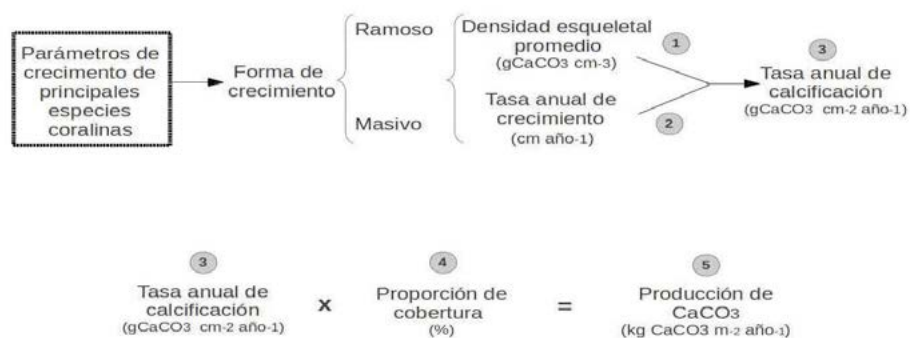 Parámetros de
crecimento de
principales
especies
coralinas
Forma de
crecimiento
Ramoso
Masivo
Densidad esqueletal
promedio
(gCaCO3 cm-3)
1
Tasa anual de
crecimiento
(cm año-1)
2
3
Tasa anual de
calcificación
(gCaCO3 cm-2 año-1)
3
Tasa anual de
calcificación
(gCaCO3 cm-2 año-1)
x
4
Proporción de
cobertura
(%)
=
5
Producción de
CaCO3
(kg CaCO3 m-2 año-1)